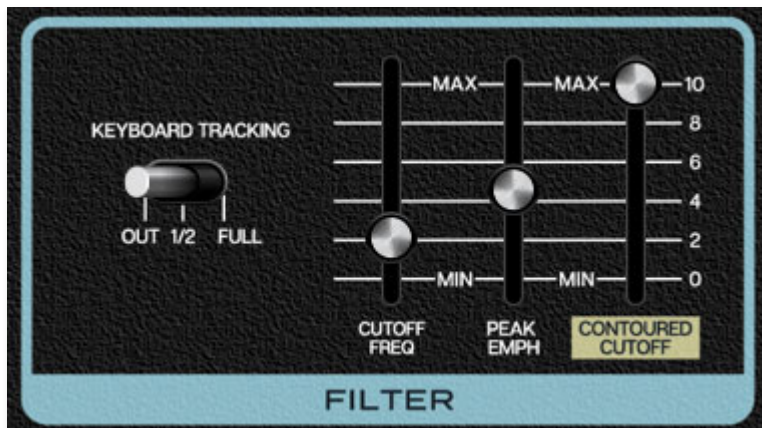 MAX MAX 10
8
KEYBOARD TRACKING
6
4
OUT 1/2 FULL
2
MIN MIN 0
CUTOFF
FREQ
PEAK
EMPH
CONTOURED
CUTOFF
FILTER